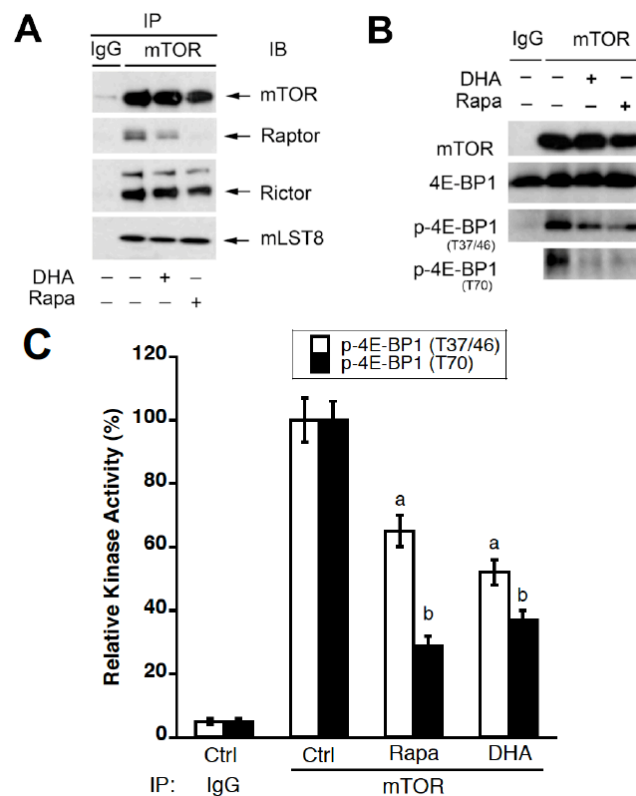 A
IP
IgG mTOR IB
mTOR
Raptor
Rictor
mLST8
DHA – – + –
Rapa – – – +
B
IgG mTOR
DHA – – + –
Rapa – – – +
mTOR
4E-BP1
p-4E-BP1
(T37/46)
p-4E-BP1
(T70)
C
p-4E-BP1 (T37/46)
p-4E-BP1 (T70)
Relative Kinase Activity (%)
120
100
80
60
40
20
0
a
b
a
b
Ctrl Ctrl Rapa DHA
IP: IgG mTOR